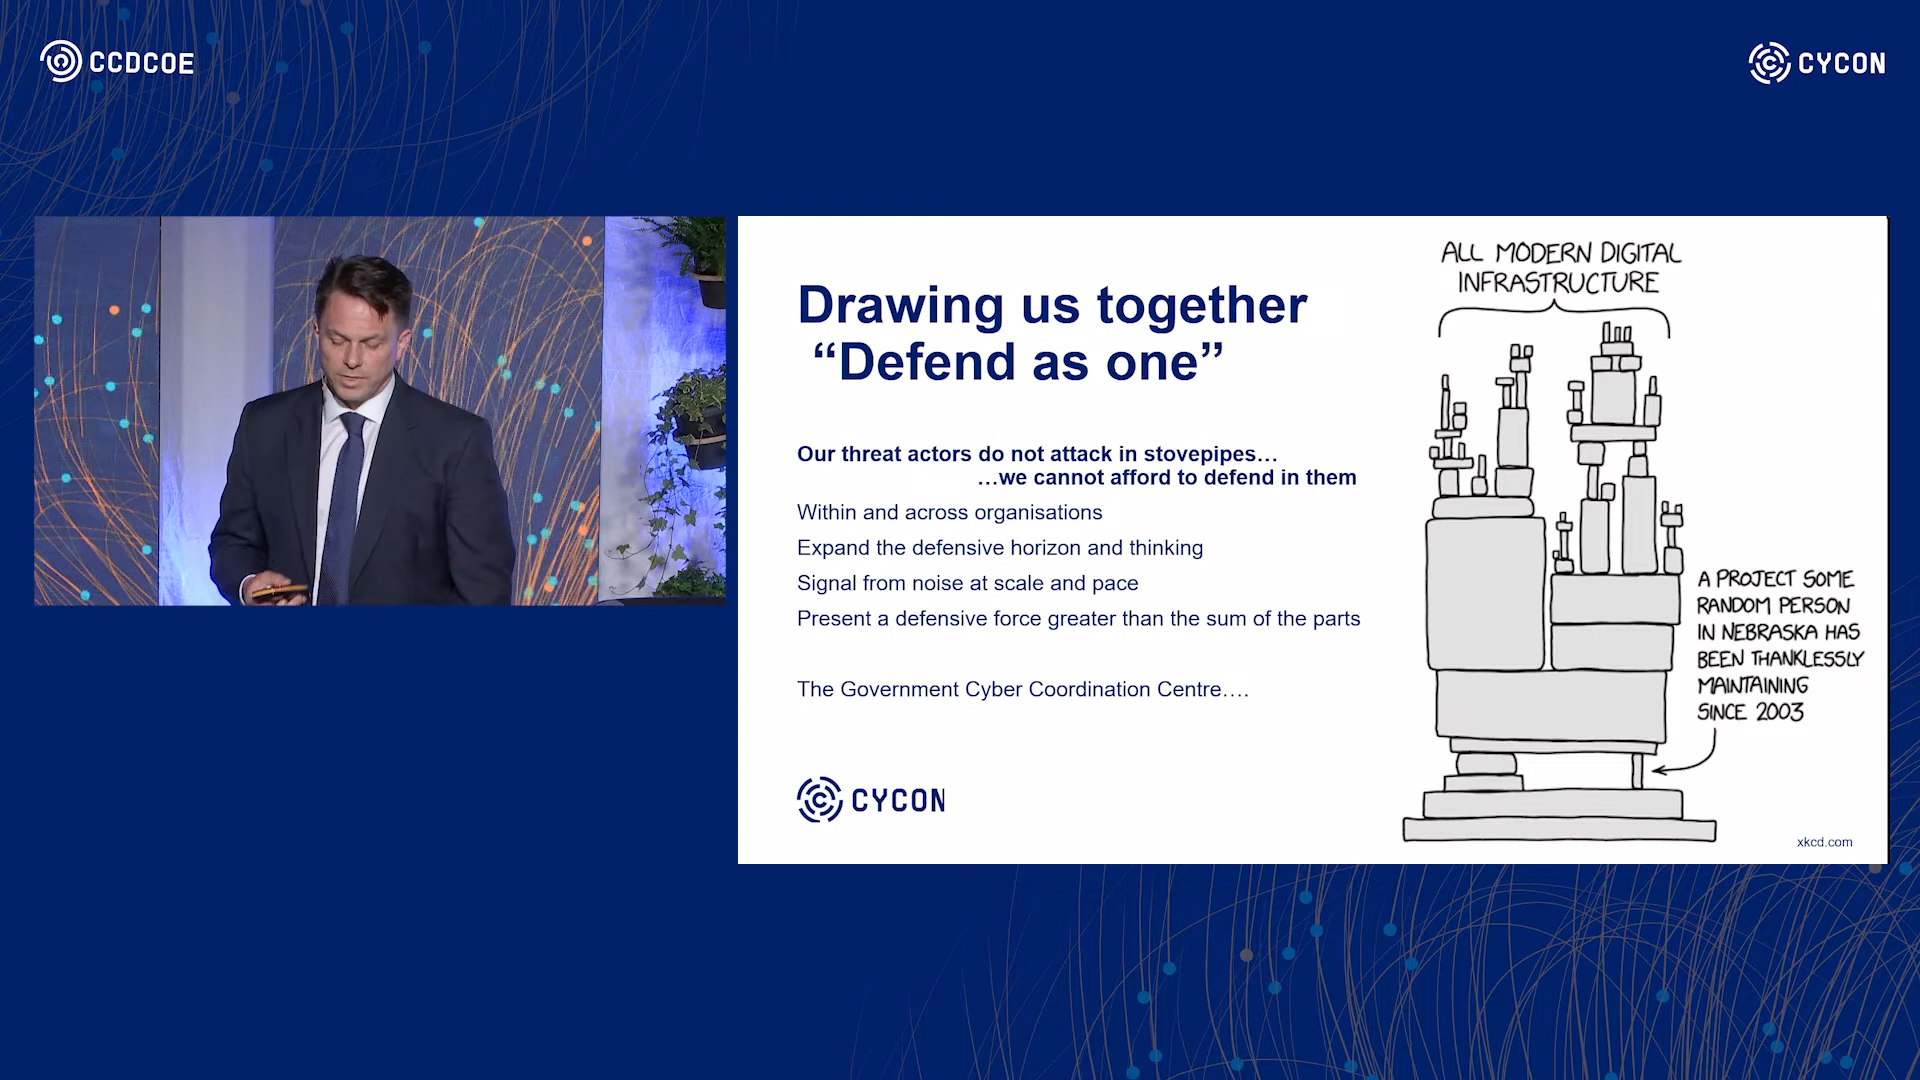 CCDCOE
CYCON
Drawing us together
“Defend as one”
Our threat actors do not attack in stovepipes…
…we cannot afford to defend in them
Within and across organisations
Expand the defensive horizon and thinking
Signal from noise at scale and pace
Present a defensive force greater than the sum of the parts
The Government Cyber Coordination Centre….
CYCON
ALL MODERN DIGITAL
INFRASTRUCTURE
A PROJECT SOME
RANDOM PERSON
IN NEBRASKA HAS
BEEN THANKLESSLY
MAINTAINING
SINCE 2003
xkcd.com